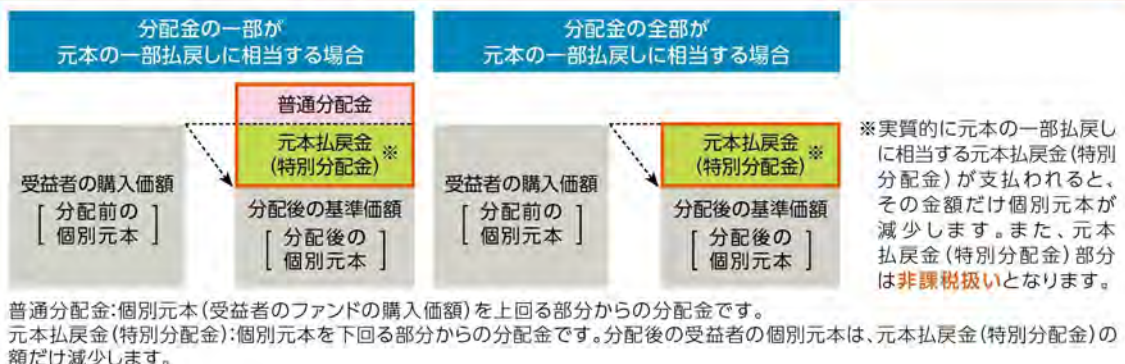 分配金の一部が
元本の一部払戻しに相当する場合
普通分配金
元本払戻金
(特別分配金)
※
受益者の購入価額
[ 分配前の
個別元本 ]
分配後の基準価額
[ 分配後の
個別元本 ]
分配金の全部が
元本の一部払戻しに相当する場合
元本払戻金
(特別分配金)
※
受益者の購入価額
[ 分配前の
個別元本 ]
分配後の基準価額
[ 分配後の
個別元本 ]
※実質的に元本の一部払戻し
に相当する元本払戻金(特別
分配金)が支払われると、
その金額だけ個別元本が
減少します。また、元本
払戻金(特別分配金)部分
は非課税扱いとなります。
普通分配金:個別元本(受益者のファンドの購入価額)を上回る部分からの分配金です。
元本払戻金(特別分配金):個別元本を下回る部分からの分配金です。分配後の受益者の個別元本は、元本払戻金(特別分配金)の
額だけ減少します。